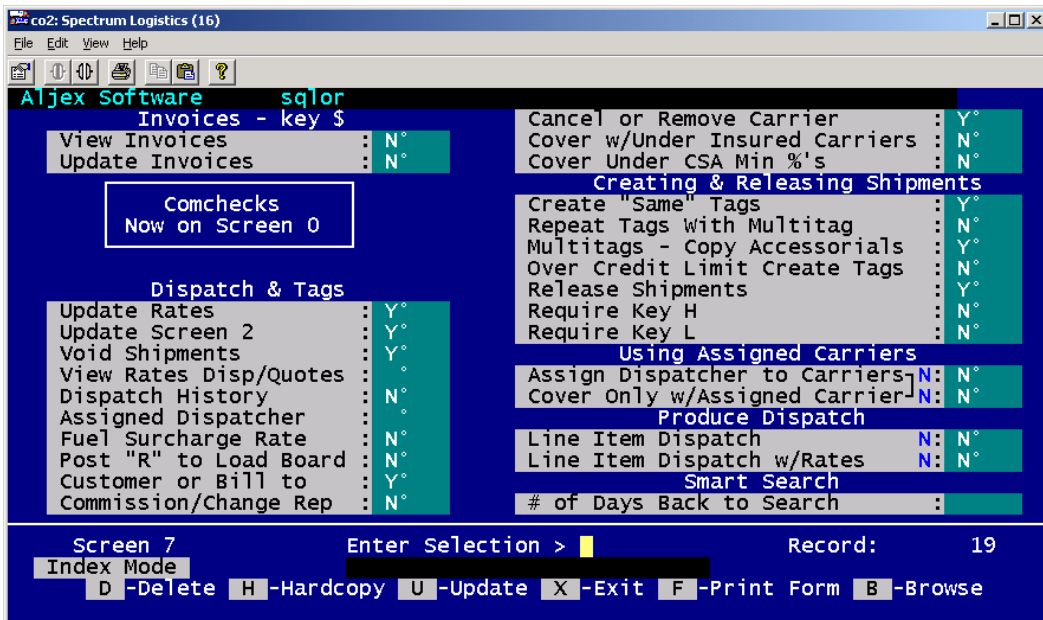 co2: Spectrum Logistics (16)
File Edit View Help
Aljex Software sqlor
Invoices - key $
View Invoices : N°
Update Invoices : N°
Comchecks
Now on Screen O
Dispatch & Tags
Update Rates : Y°
Update Screen 2 : Y°
Void Shipments : Y°
View Rates Disp/Quotes : °
Dispatch History : N°
Assigned Dispatcher : °
Fuel Surcharge Rate : N°
Post "R" to Load Board : N°
Customer or Bill to : Y°
Commission/Change Rep : N°
Cancel or Remove Carrier : Y°
Cover w/Under Insured Carriers : N°
Cover Under CSA Min %'s : N°
Creating & Releasing Shipments
Create "Same" Tags : Y°
Repeat Tags With Multitag : N°
Multitags - Copy Accessorials : Y°
Over Credit Limit Create Tags : N°
Release Shipments : Y°
Require Key H : N°
Require Key L : N°
Using Assigned Carriers
Assign Dispatcher to Carriers N: N°
Cover Only w/Assigned Carrier N: N°
Produce Dispatch
Line Item Dispatch N: N°
Line Item Dispatch w/Rates N: N°
Smart Search
# of Days Back to Search :
Screen 7 Enter Selection > Record: 19
Index Mode
D -Delete H -Hardcopy U -Update X -Exit F -Print Form B -Browse